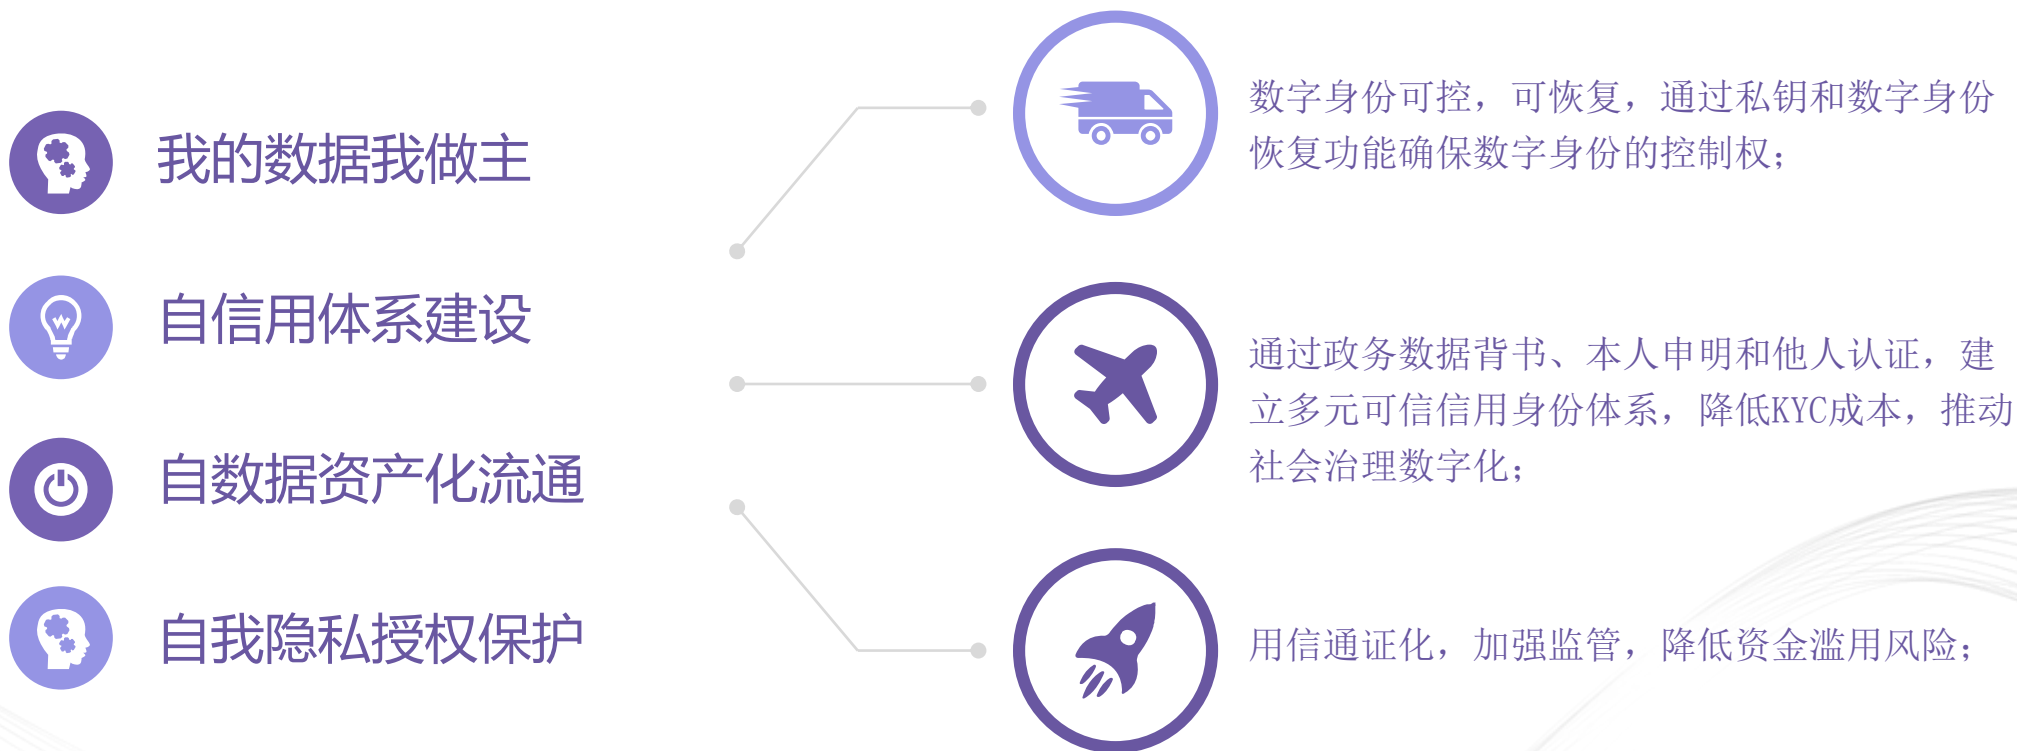 我的数据我做主
自信用体系建设
自数据资产化流通
自我隐私授权保护
数字身份可控，可恢复，通过私钥和数字身份
恢复功能确保数字身份的控制权；
通过政务数据背书、本人申明和他人认证，建
立多元可信信用身份体系，降低KYC成本，推动
社会治理数字化；
用信通证化，加强监管，降低资金滥用风险；